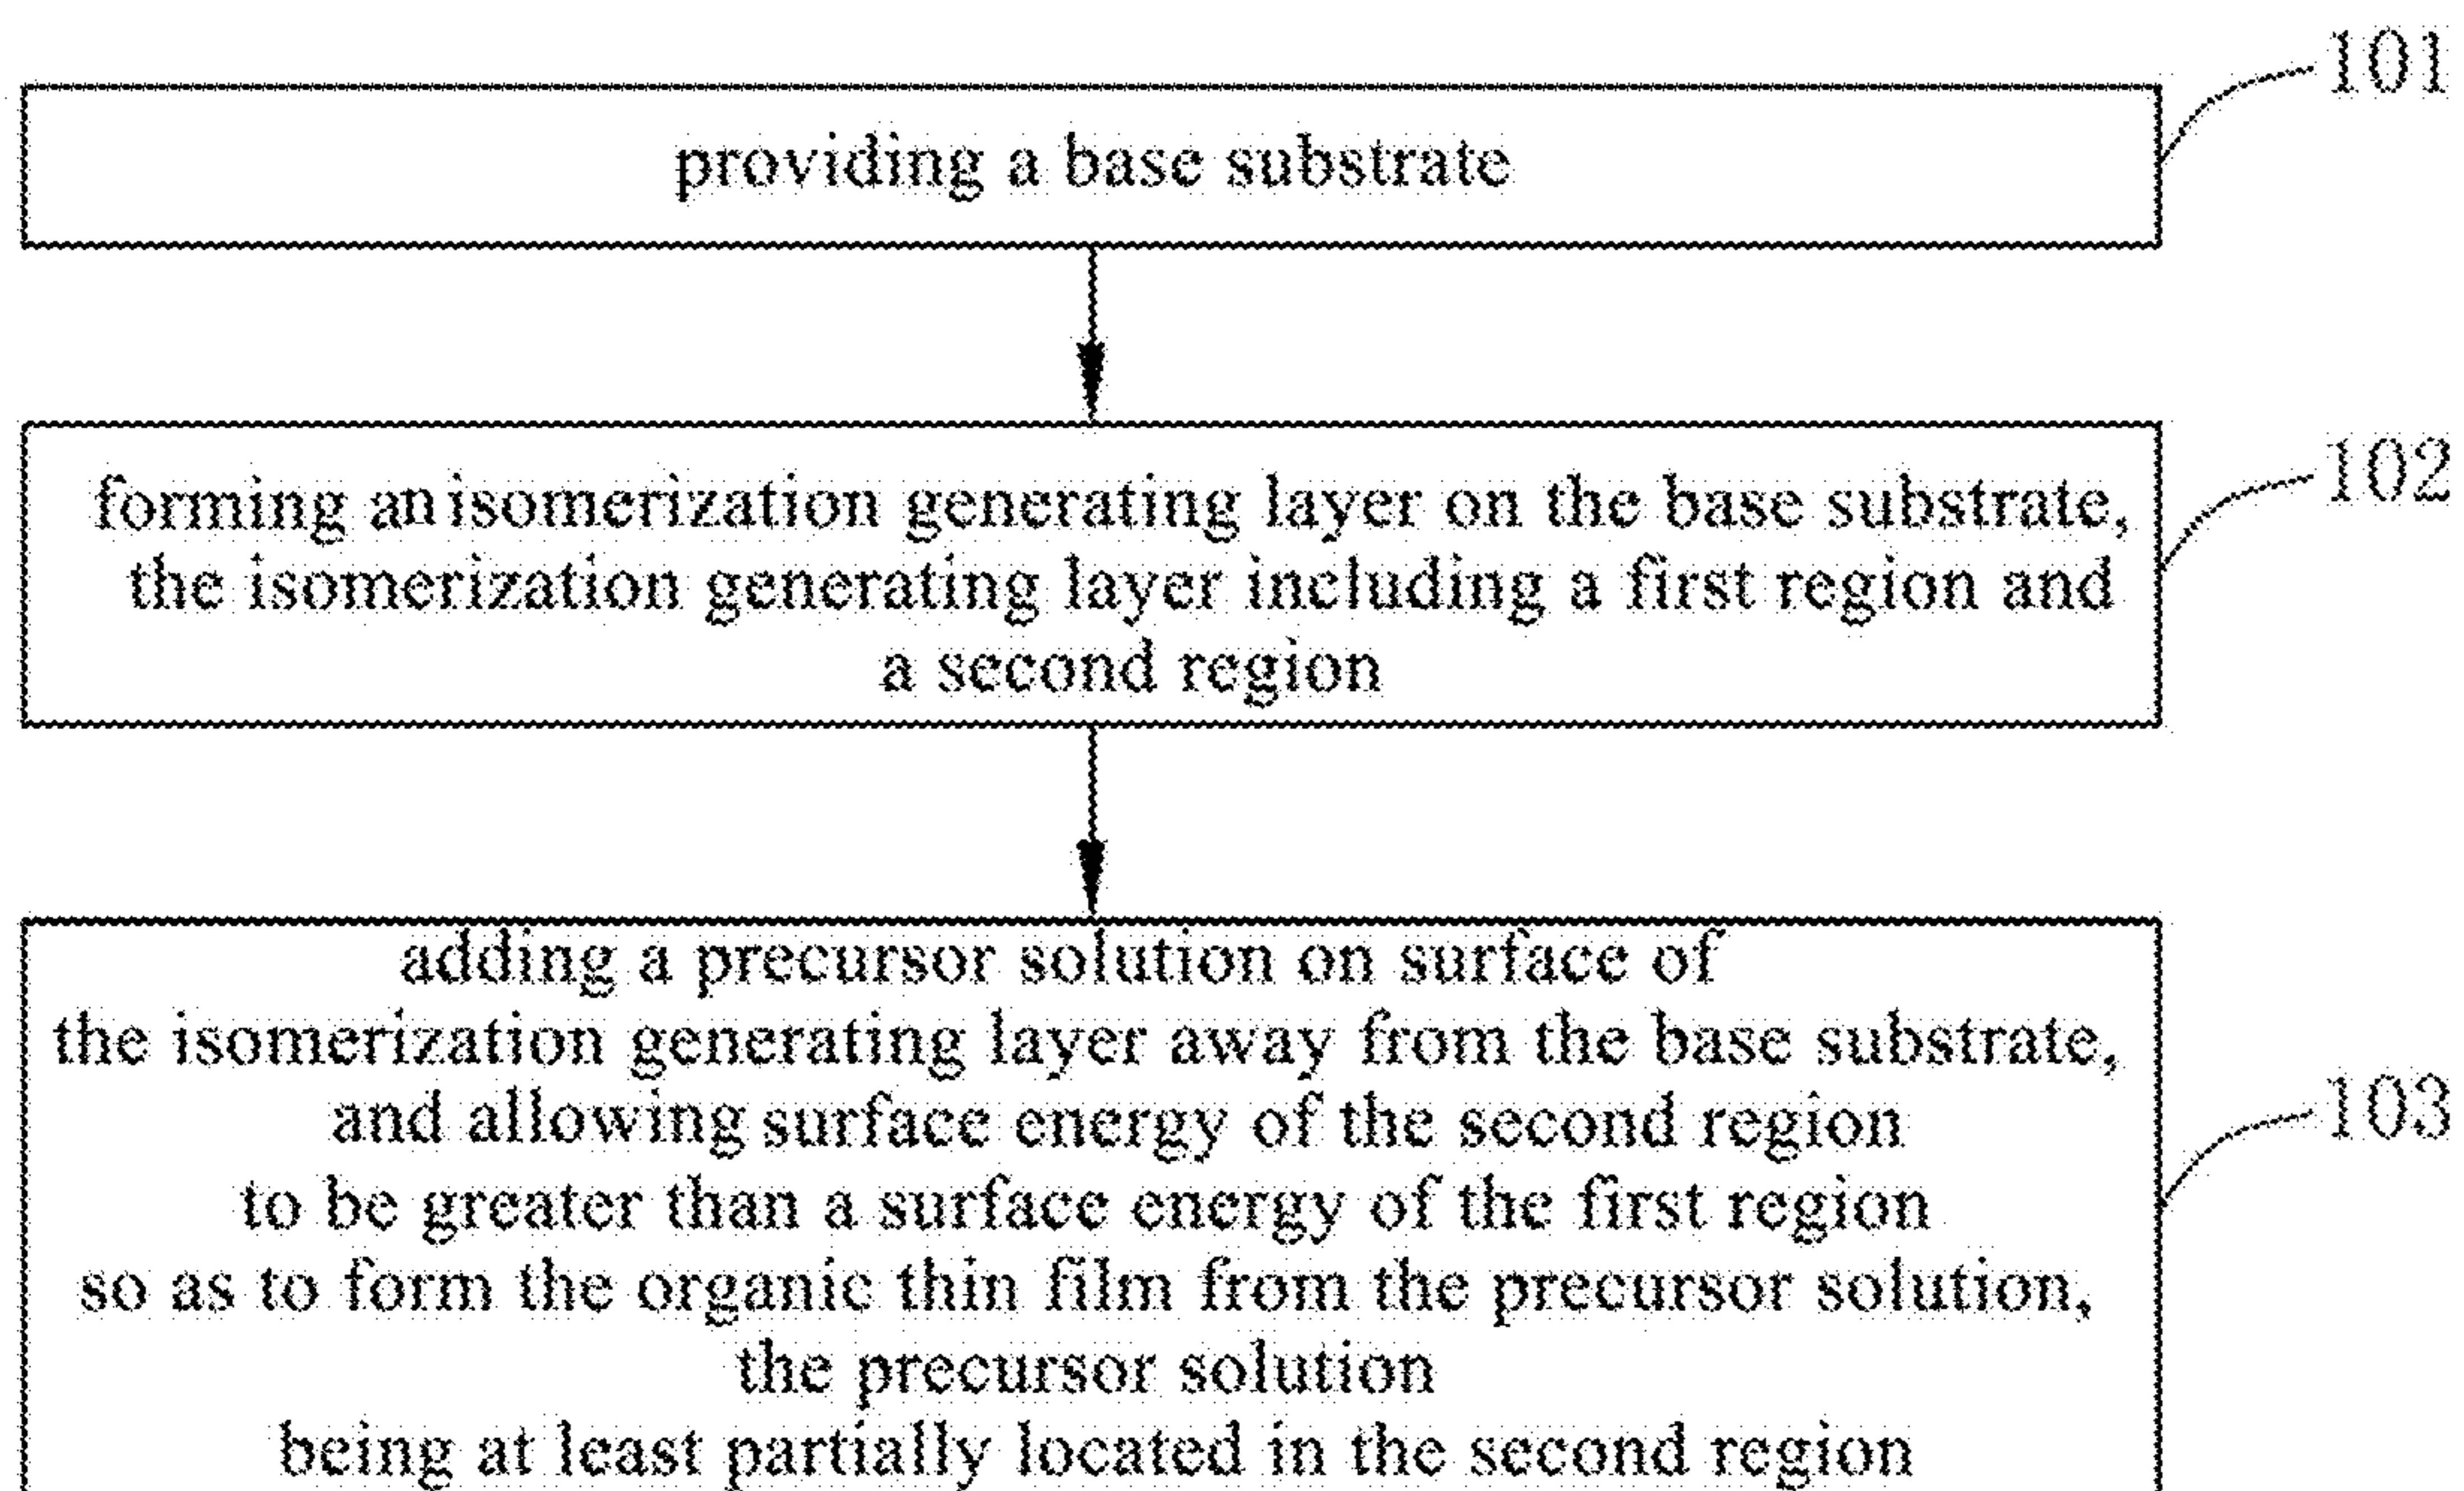 101
providing a base substrate
102
forming an isomerization generating layer on the base substrate,
the isomerization generating layer including a first region and
a second region
adding a precursor solution on surface of
the isomerization generating layer away from the base substrate,
and allowing surface energy of the second region
103
to be greater than a surface energy of the first region
so as to form the organic thin film from the precursor solution,
the precursor solution
being at least partially located in the second region